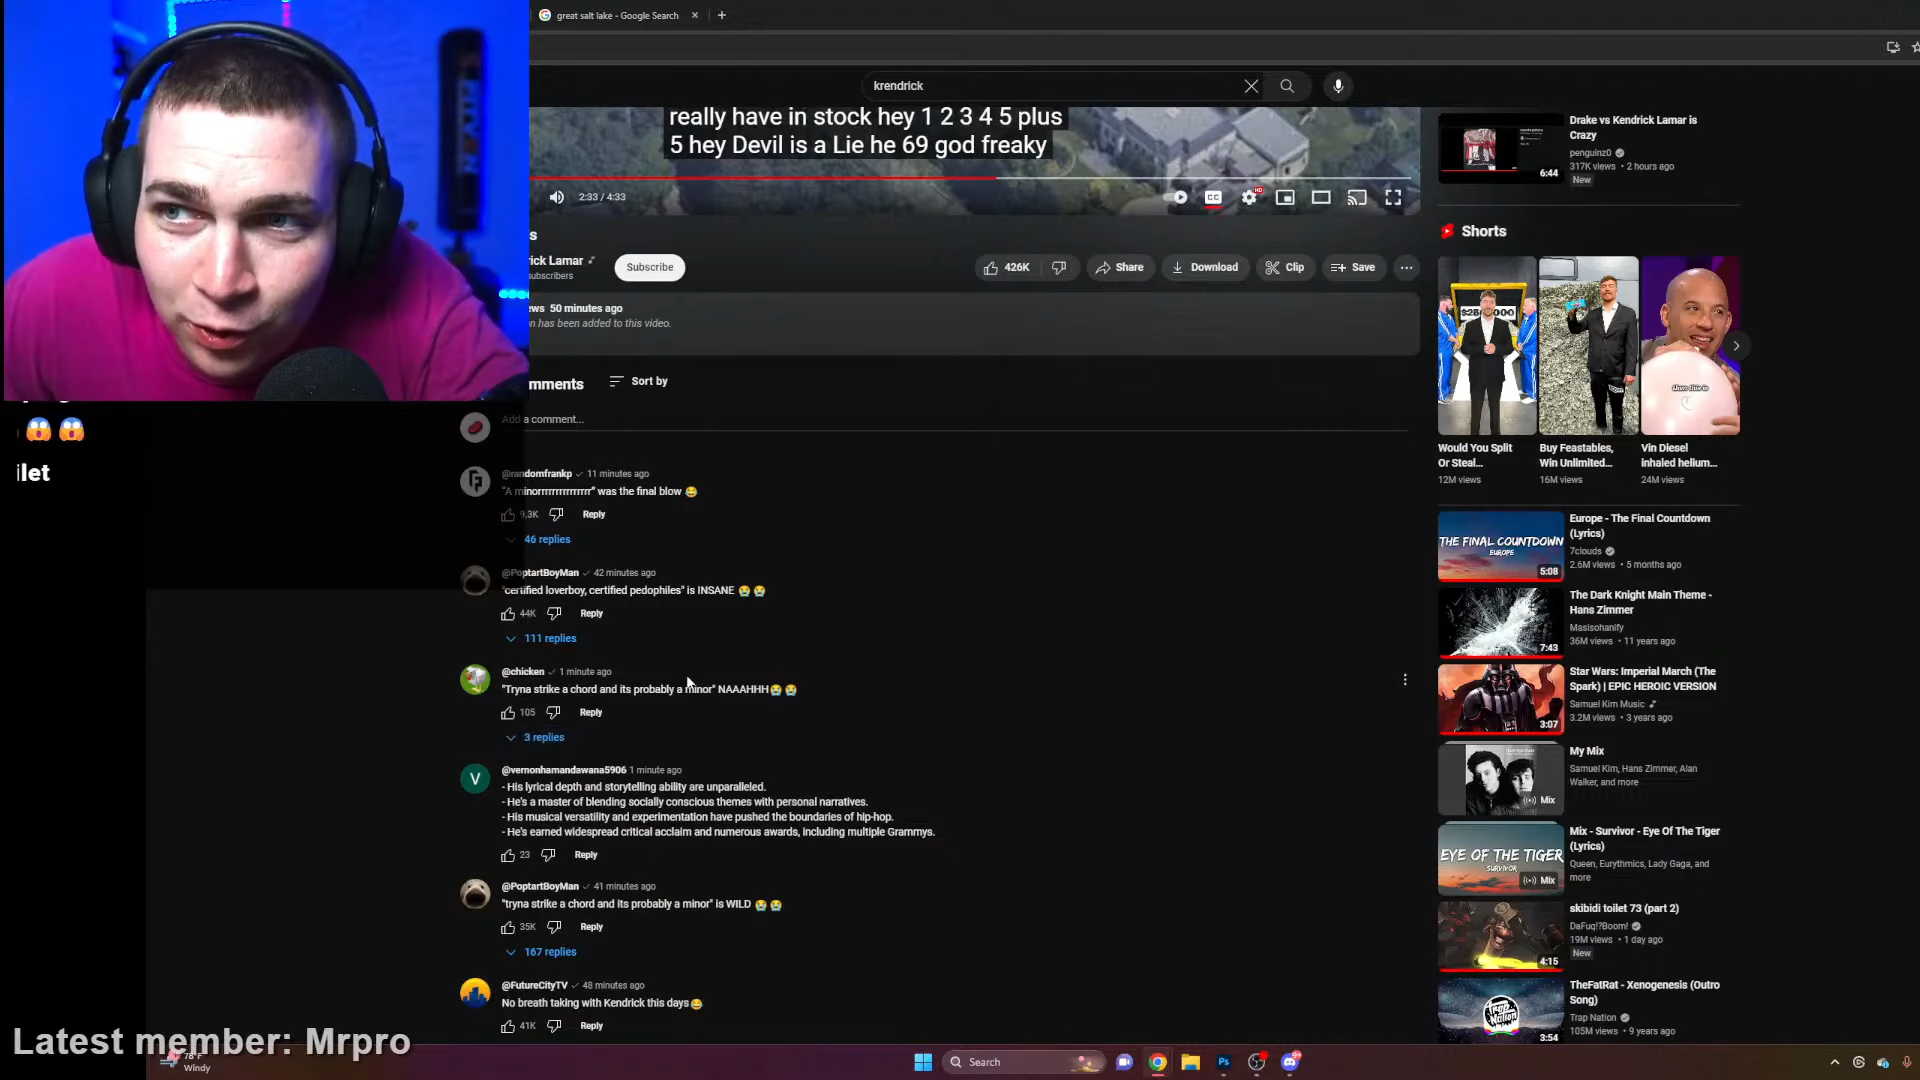 great salt lake - Google Search
krendrick
really have in stock hey 1 2 3 4 5 plus
5 hey Devil is a Lie he 69 god freaky
2:33 / 4:33
CC
HD
s
rick Lamar
subscribers
Subscribe
426K
Share
Download
Clip
Save
ews 50 minutes ago
n has been added to this video.
mments
Sort by
Add a comment...
😱 😱
ilet
@randomfrankp 11 minutes ago
"A minorrrrrrrrrrrrrr" was the final blow 😂
9.3K
Reply
46 replies
@PoptartBoyMan 42 minutes ago
"certified loverboy, certified pedophiles" is INSANE 😭😭
44K
Reply
111 replies
@chicken 1 minute ago
"Tryna strike a chord and its probably a minor" NAAAHHH😭😭
105
Reply
3 replies
V
@vernonhamandawana5906 1 minute ago
- His lyrical depth and storytelling ability are unparalleled.
- He's a master of blending socially conscious themes with personal narratives.
- His musical versatility and experimentation have pushed the boundaries of hip-hop.
- He's earned widespread critical acclaim and numerous awards, including multiple Grammys.
23
Reply
@PoptartBoyMan 41 minutes ago
"tryna strike a chord and its probably a minor" is WILD 😭😭
35K
Reply
167 replies
@FutureCityTV 48 minutes ago
No breath taking with Kendrick this days😂
41K
Reply
Drake vs Kendrick Lamar is
Crazy
penguinz0
317K views • 2 hours ago
New
6:44
Shorts
Would You Split
Or Steal...
12M views
Buy Feastables,
Win Unlimited...
16M views
Vin Diesel
inhaled helium...
24M views
THE FINAL COUNTDOWN
EUROPE
5:08
Europe - The Final Countdown
(Lyrics)
7clouds
2.6M views • 5 months ago
7:43
The Dark Knight Main Theme -
Hans Zimmer
Masisohanify
36M views • 11 years ago
3:07
Star Wars: Imperial March (The
Spark) | EPIC HEROIC VERSION
Samuel Kim Music
3.2M views • 3 years ago
Mix
My Mix
Samuel Kim, Hans Zimmer, Alan
Walker, and more
EYE OF THE TIGER
SURVIVOR
Mix
Mix - Survivor - Eye Of The Tiger
(Lyrics)
Queen, Eurythmics, Lady Gaga, and
more
4:15
skibidi toilet 73 (part 2)
DaFuq!?Boom!
19M views • 1 day ago
New
Trap Nation
3:54
TheFatRat - Xenogenesis (Outro
Song)
Trap Nation
105M views • 9 years ago
Latest member: Mrpro
78°F
Windy
Search
Ps